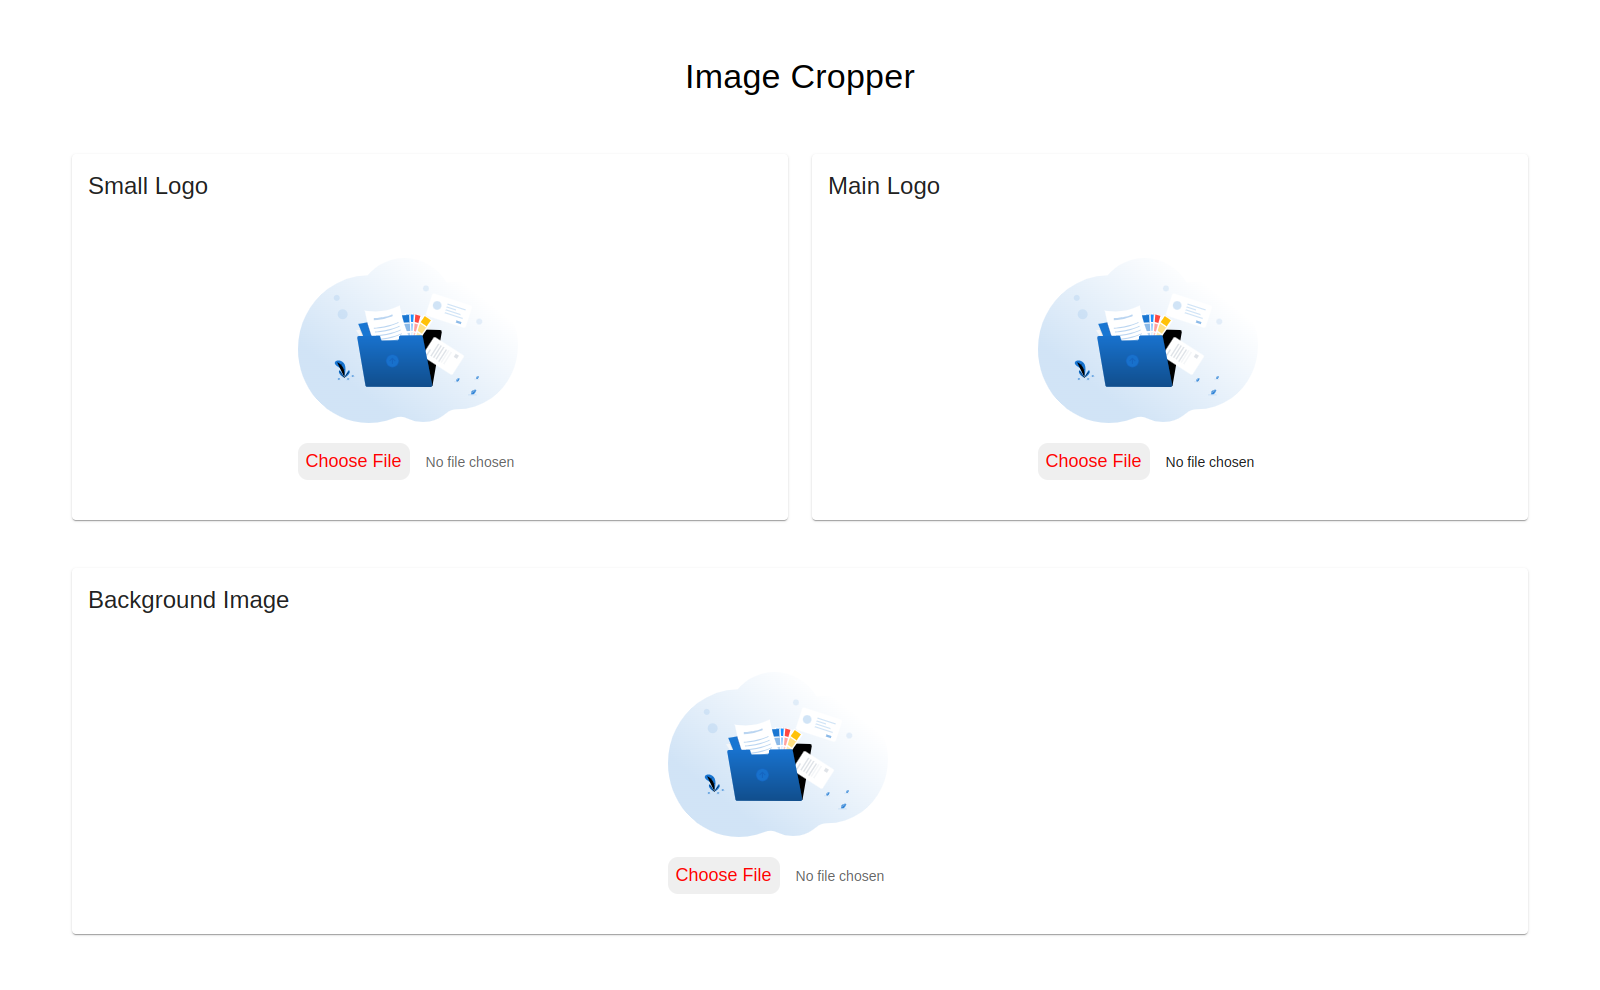 Image Cropper
Small Logo
Choose File No file chosen
Main Logo
Choose File No file chosen
Background Image
Choose File No file chosen